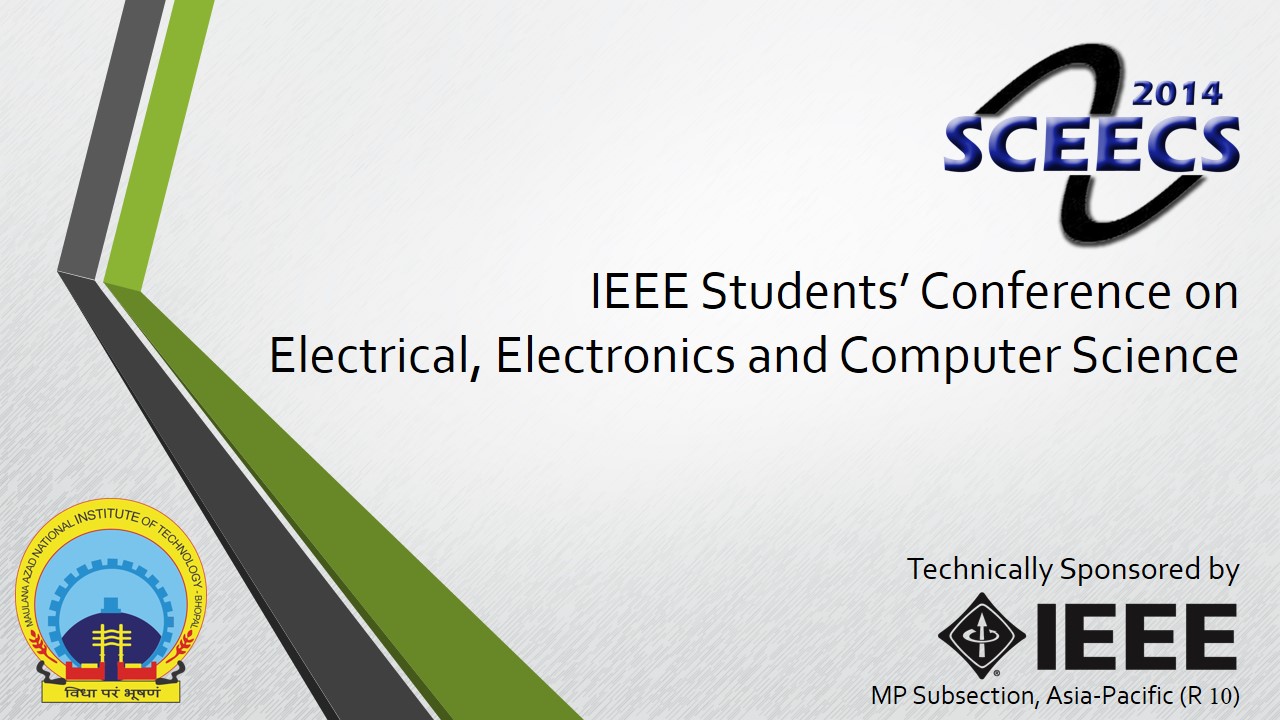 2014
SCEECS
IEEE Students’ Conference on
Electrical, Electronics and Computer Science
MAULANA AZAD NATIONAL INSTITUTE OF TECHNOLOGY - BHOPAL
विधा परं भूषणं
Technically Sponsored by
IEEE
MP Subsection, Asia-Pacific (R 10)